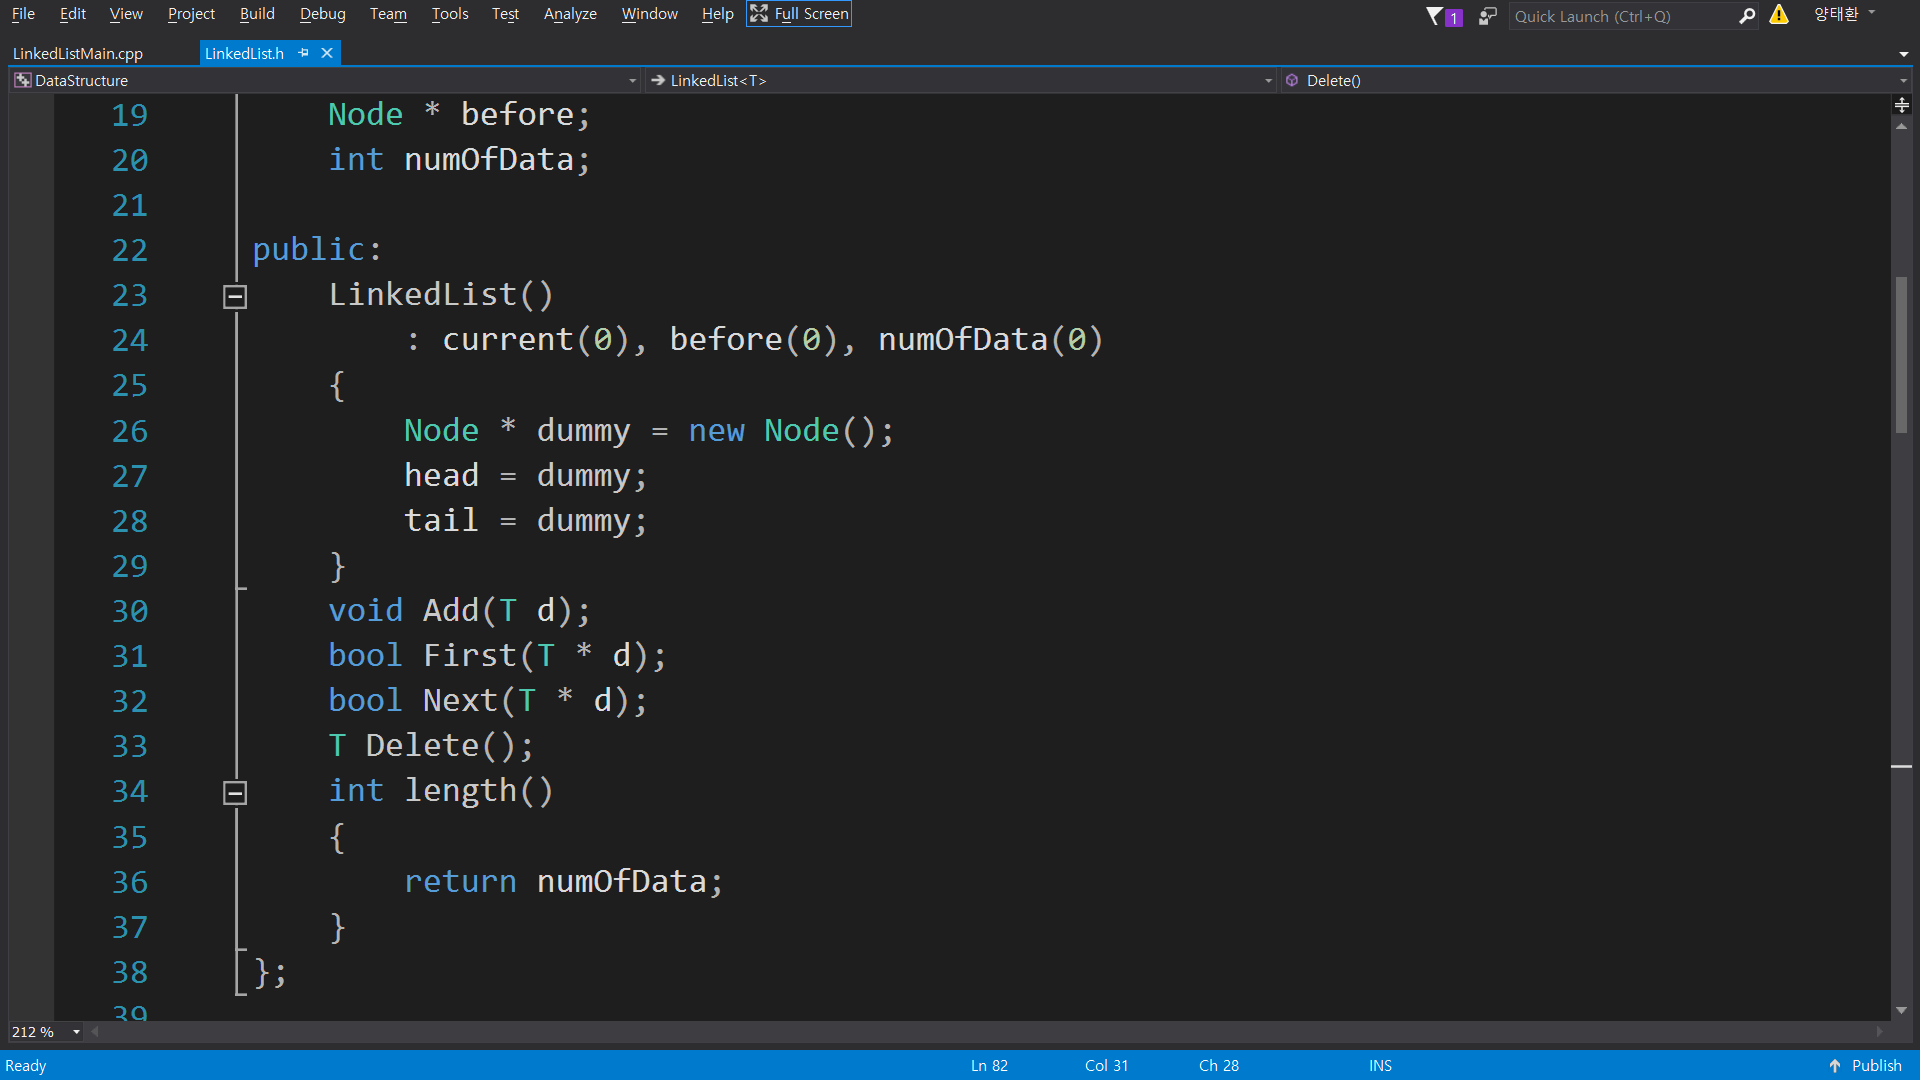 File Edit View Project Build Debug Team Tools Test Analyze Window Help Full Screen 1 Quick Launch (Ctrl+Q) 양태환
LinkedListMain.cpp LinkedList.h
DataStructure LinkedList<T> Delete()
19 Node * before;
20 int numOfData;
21
22 public:
23 LinkedList()
24 : current(0), before(0), numOfData(0)
25 {
26 Node * dummy = new Node();
27 head = dummy;
28 tail = dummy;
29 }
30 void Add(T d);
31 bool First(T * d);
32 bool Next(T * d);
33 T Delete();
34 int length()
35 {
36 return numOfData;
37 }
38 };
39
212 %
Ready Ln 82 Col 31 Ch 28 INS Publish